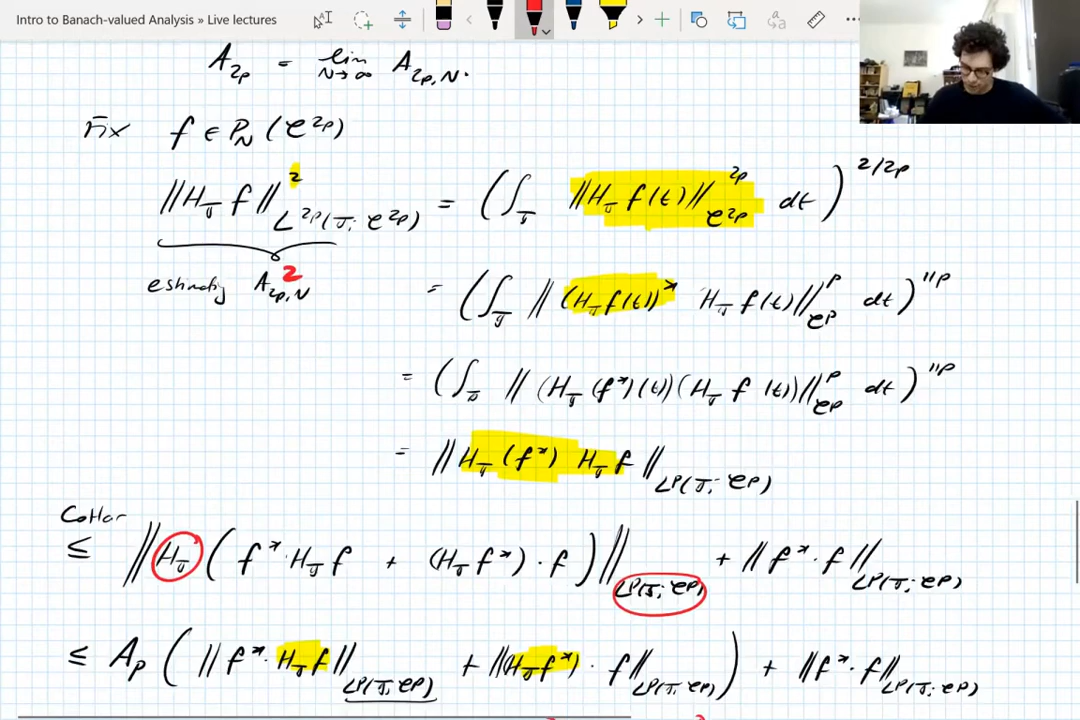 Intro to Banach-valued Analysis » Live lectures
A_{2p} = lim_{N→∞} A_{2p,N}.
Fix f ∈ P_N (C^{2p})
‖H_𝕋 f‖²_{L^{2p}(𝕋; C^{2p})} = (∫_𝕋 ‖H_𝕋 f(t)‖^{2p}_{C^{2p}} dt)^{2/2p}
estimating A²_{2p,N}
= (∫_𝕋 ‖(H_𝕋 f(t))* H_𝕋 f(t)‖^p_{C^p} dt)^{1/p}
= (∫_𝕋 ‖(H_𝕋 (f*)(t)(H_𝕋 f (t)‖^p_{C^p} dt)^{1/p}
= ‖H_𝕋 (f*) H_𝕋 f‖_{L^p(𝕋; C^p)}
Cotlar
≤ ‖H_𝕋 (f*·H_𝕋 f + (H_𝕋 f*)·f)‖_{L^p(𝕋; C^p)} + ‖f*·f‖_{L^p(𝕋; C^p)}
≤ A_p (‖f*·H_𝕋 f‖_{L^p(𝕋; C^p)} + ‖(H_𝕋 f*)·f‖_{L^p(𝕋; C^p)}) + ‖f*·f‖_{L^p(𝕋; C^p)}